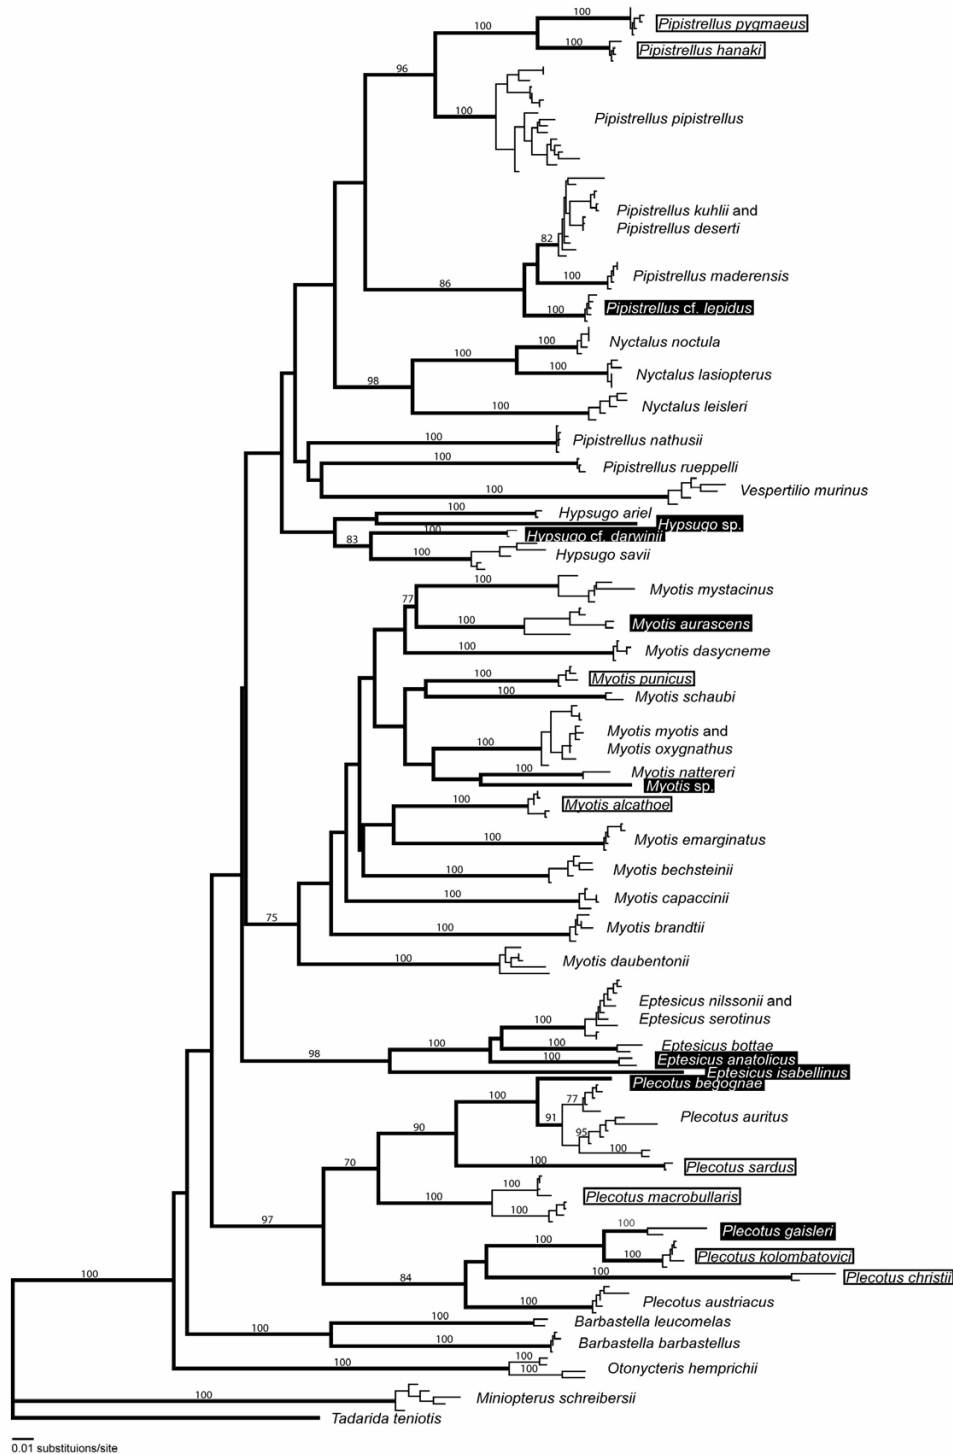 100
Pipistrellus pygmaeus
100
100
Pipistrellus hanaki
96
100
Pipistrellus pipistrellus
Pipistrellus kuhlii and
Pipistrellus deserti
82
100
Pipistrellus maderensis
86
100
Pipistrellus cf. lepidus
100
Nyctalus noctula
100
100
Nyctalus lasiopterus
98
100
Nyctalus leisleri
100
Pipistrellus nathusii
100
Pipistrellus rueppelli
100
Vespertilio murinus
100
Hypsugo ariel
Hypsugo sp.
100
Hypsugo cf. darwinii
83
100
Hypsugo savii
100
Myotis mystacinus
77
100
Myotis aurascens
100
Myotis dasycneme
100
Myotis punicus
100
Myotis schaubi
Myotis myotis and
100
Myotis oxygnathus
100
Myotis nattereri
Myotis sp.
100
Myotis alcathoe
100
Myotis emarginatus
100
Myotis bechsteinii
100
Myotis capaccinii
75
100
Myotis brandtii
100
Myotis daubentonii
Eptesicus nilssonii and
100
Eptesicus serotinus
100
100
Eptesicus bottae
98
100
Eptesicus anatolicus
Eptesicus isabellinus
Plecotus begognae
100
77
91
Plecotus auritus
90
95
100
100
Plecotus sardus
70
100
100
Plecotus macrobullaris
100
97
100
Plecotus gaisleri
100
100
Plecotus kolombatovici
100
Plecotus christii
84
100
Plecotus austriacus
100
100
Barbastella leucomelas
100
100
Barbastella barbastellus
100
100
100
Otonycteris hemprichii
100
Miniopterus schreibersii
Tadarida teniotis
0.01 substituions/site